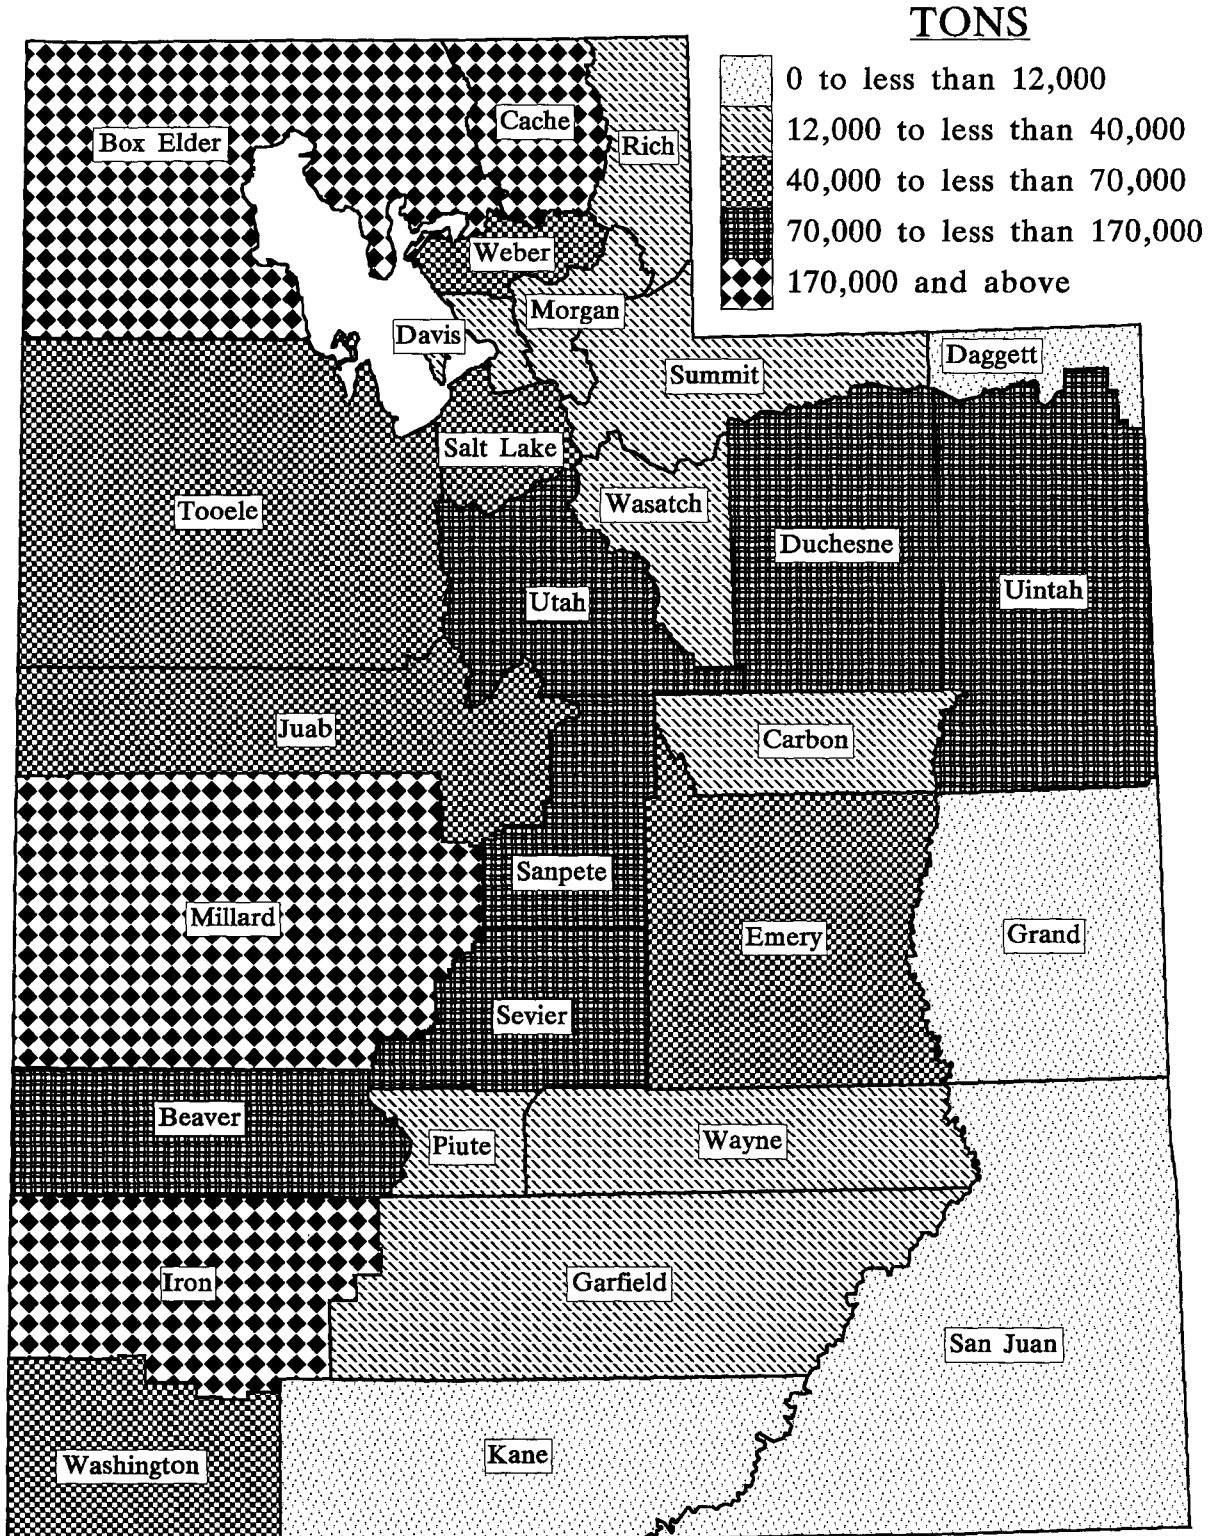 TONS
0 to less than 12,000
12,000 to less than 40,000
40,000 to less than 70,000
70,000 to less than 170,000
170,000 and above
Box Elder
Cache
Rich
Weber
Morgan
Davis
Daggett
Summit
Salt Lake
Wasatch
Tooele
Duchesne
Uintah
Utah
Juab
Carbon
Sanpete
Millard
Emery
Grand
Sevier
Beaver
Piute
Wayne
Iron
Garfield
San Juan
Kane
Washington